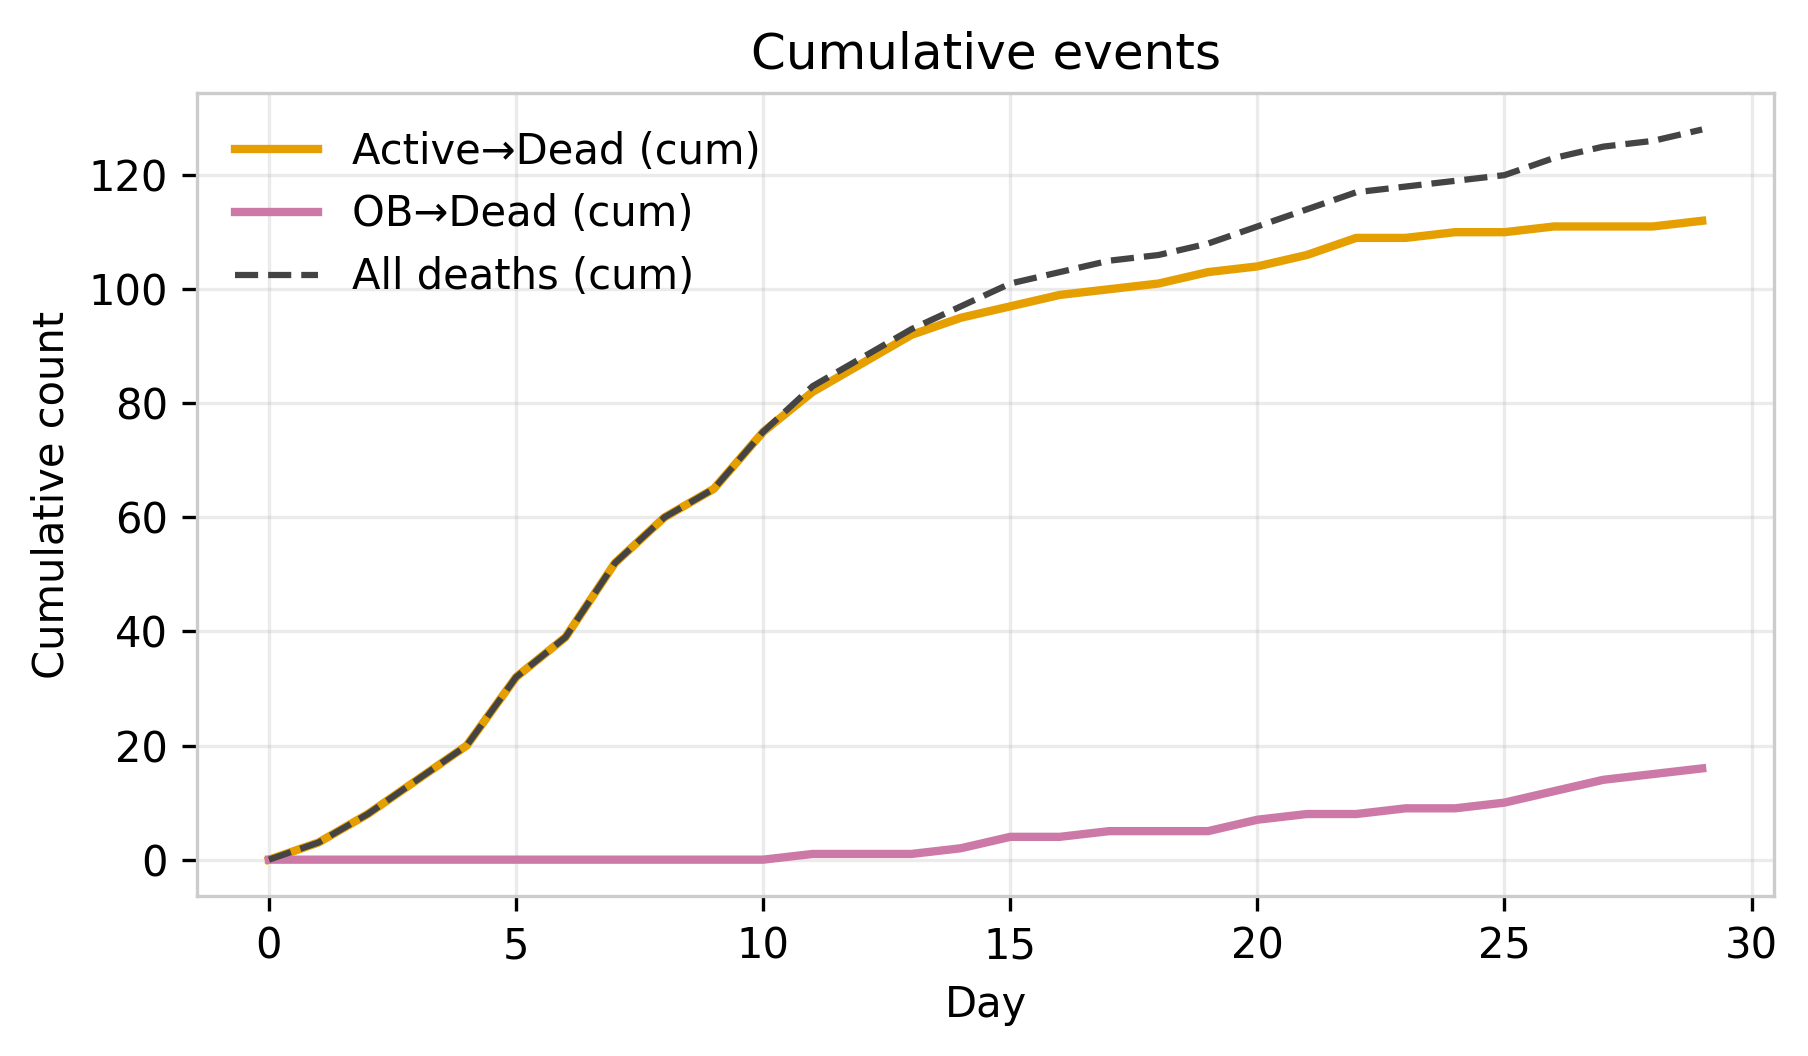 Cumulative events
Active→Dead (cum)
OB→Dead (cum)
All deaths (cum)
Cumulative count
120
100
80
60
40
20
0
0 5 10 15 20 25 30
Day